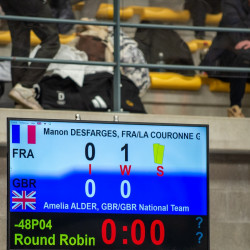 Manon DESFARGES, FRA/LA COURONNE G
FRA 0 1
I W S
GBR 0 0
Amelia ALDER, GBR/GBR National Team
-48P04 ?
Round Robin 0:00 ?